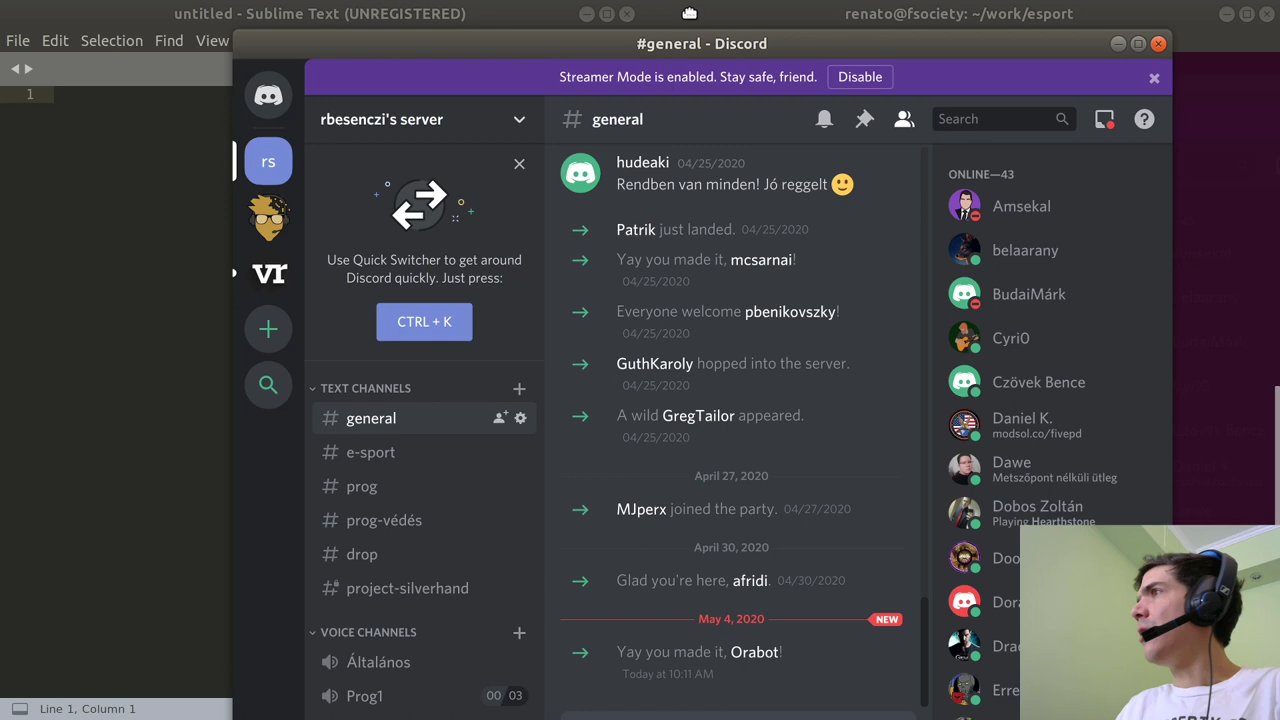 untitled - Sublime Text (UNREGISTERED)
renato@fsociety: ~/work/esport
File Edit Selection Find View
1
Line 1, Column 1
#general - Discord
Streamer Mode is enabled. Stay safe, friend. Disable
rs
vr
rbesenczi's server
Use Quick Switcher to get around
Discord quickly. Just press:
CTRL + K
TEXT CHANNELS
# general
# e-sport
# prog
# prog-védés
# drop
# project-silverhand
VOICE CHANNELS
Általános
Prog1 00 03
# general
Search
hudeaki 04/25/2020
Rendben van minden! Jó reggelt 🙂
Patrik just landed. 04/25/2020
Yay you made it, mcsarnai!
04/25/2020
Everyone welcome pbenikovszky!
04/25/2020
GuthKaroly hopped into the server.
04/25/2020
A wild GregTailor appeared.
04/25/2020
April 27, 2020
MJperx joined the party. 04/27/2020
April 30, 2020
Glad you're here, afridi. 04/30/2020
May 4, 2020 NEW
Yay you made it, Orabot!
Today at 10:11 AM
ONLINE—43
Amsekal
belaarany
BudaiMárk
Cyri0
Czövek Bence
Daniel K.
modsol.co/fivepd
Dawe
Metszőpont nélküli ütleg
Dobos Zoltán
Playing Hearthstone
Doo
Dora
Drac
Erre